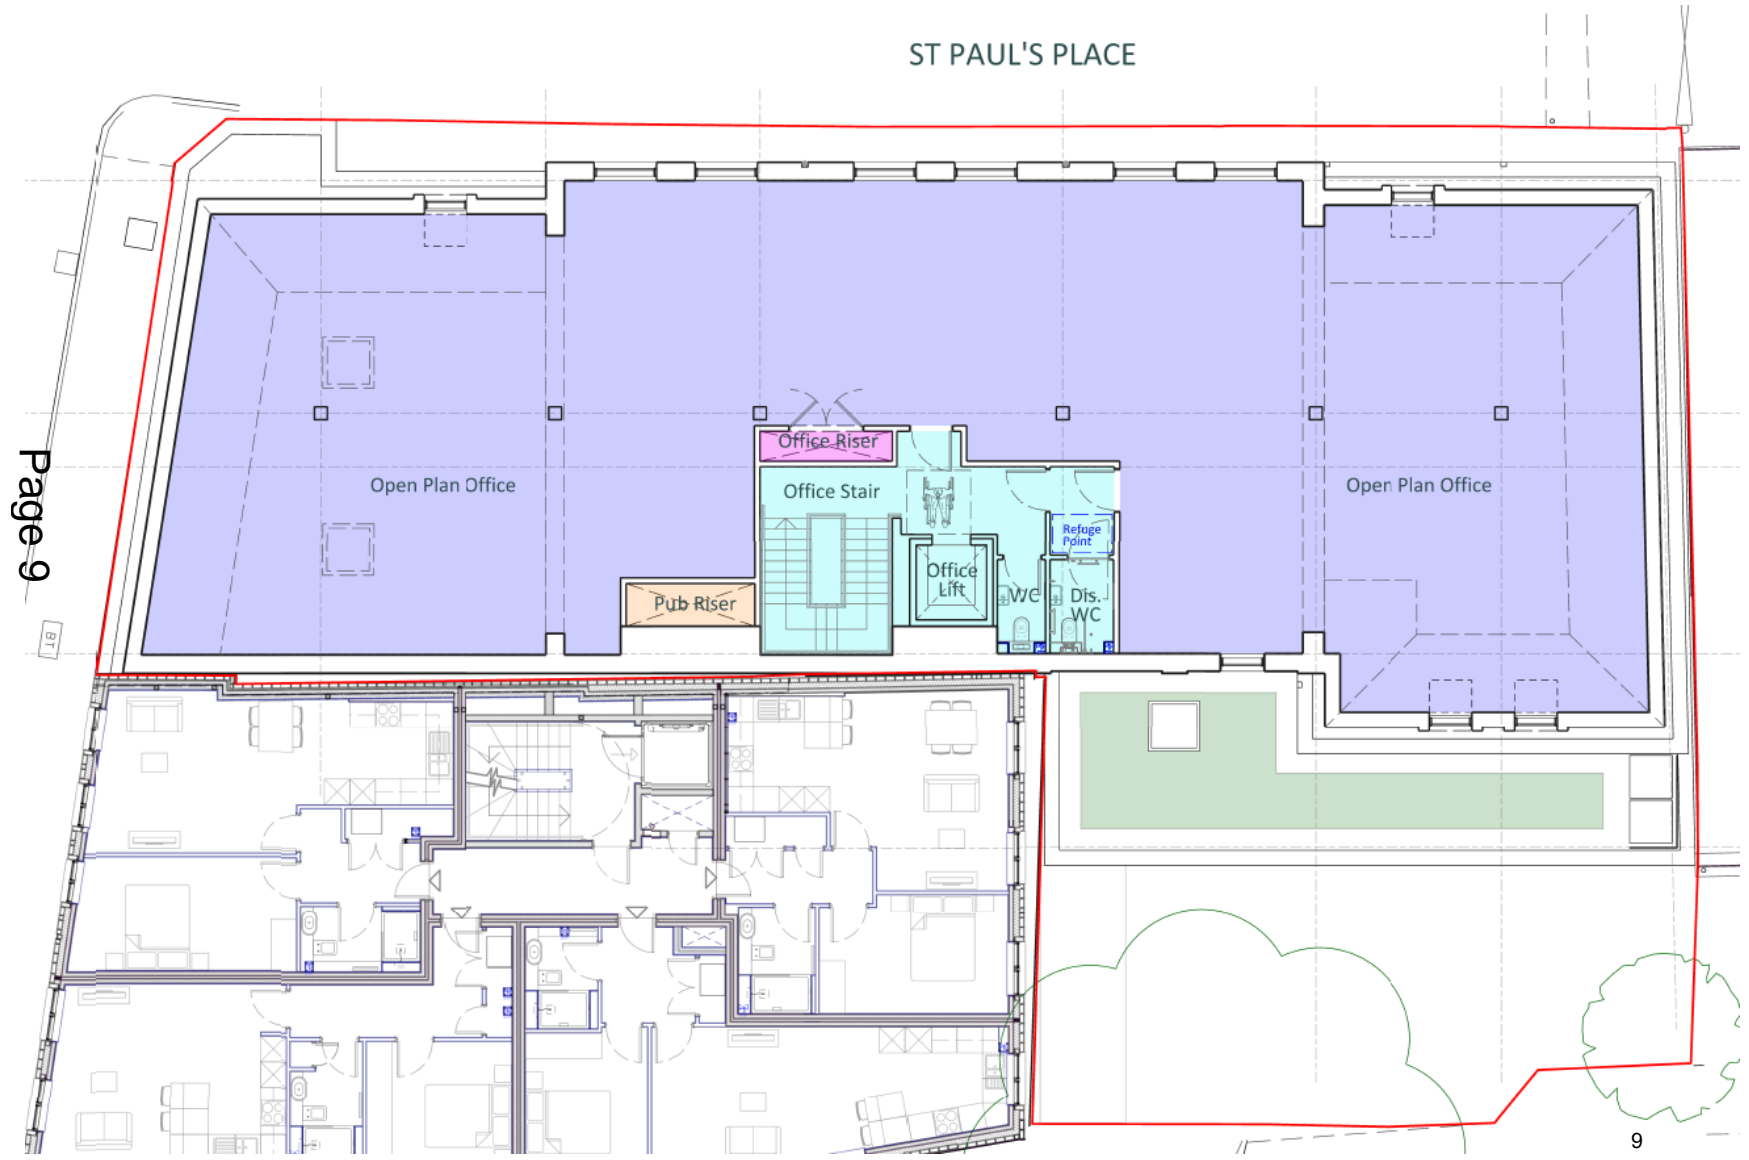 ST PAUL'S PLACE
Page 9
Open Plan Office
Office Riser
Office Stair
Open Plan Office
Refuge
Point
Office
Lift
WC
Dis.
WC
Pub Riser
BT
9